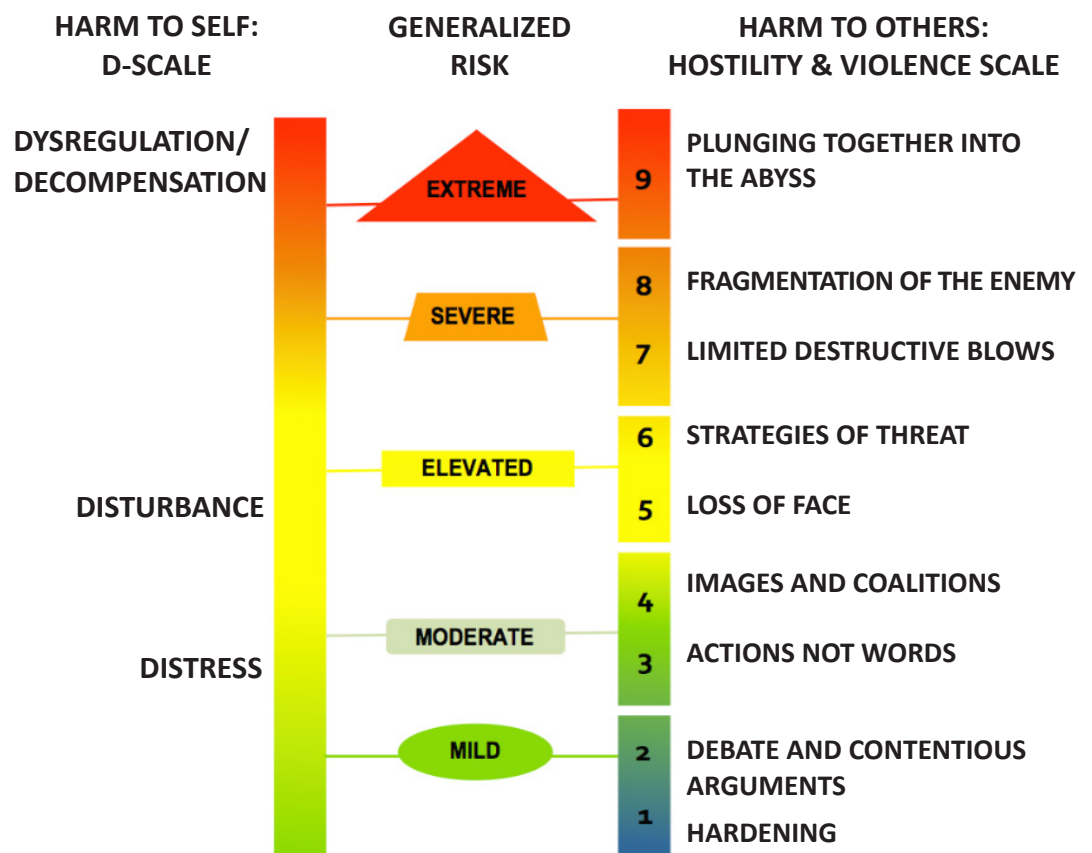 HARM TO SELF:
D-SCALE
GENERALIZED
RISK
HARM TO OTHERS:
HOSTILITY & VIOLENCE SCALE
DYSREGULATION/
DECOMPENSATION
DISTURBANCE
DISTRESS
EXTREME
SEVERE
ELEVATED
MODERATE
MILD
9 PLUNGING TOGETHER INTO
THE ABYSS
8 FRAGMENTATION OF THE ENEMY
7 LIMITED DESTRUCTIVE BLOWS
6 STRATEGIES OF THREAT
5 LOSS OF FACE
4 IMAGES AND COALITIONS
3 ACTIONS NOT WORDS
2 DEBATE AND CONTENTIOUS
ARGUMENTS
1 HARDENING